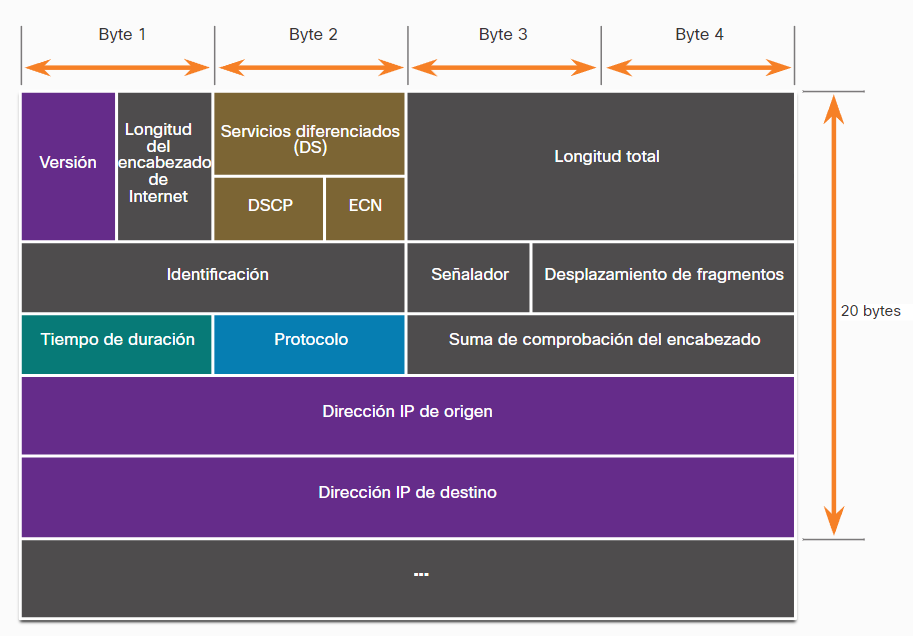 Byte 1
Byte 2
Byte 3
Byte 4
Versión
Longitud
del
encabezado
de
Internet
Servicios diferenciados
(DS)
DSCP
ECN
Longitud total
Identificación
Señalador
Desplazamiento de fragmentos
Tiempo de duración
Protocolo
Suma de comprobación del encabezado
Dirección IP de origen
Dirección IP de destino
...
20 bytes